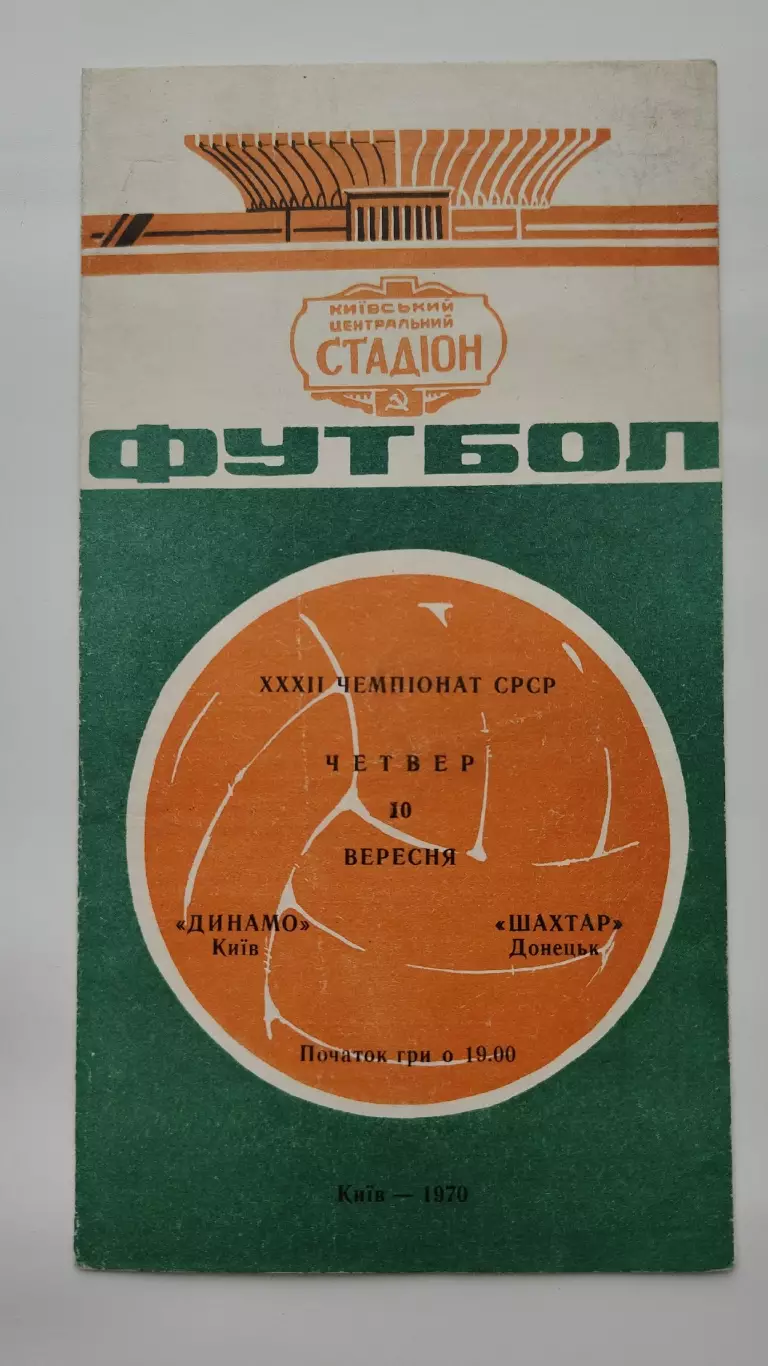 КИЇВСЬКИЙ
ЦЕНТРАЛЬНИЙ
СТАДІОН
ФУТБОЛ
XXXII ЧЕМПІОНАТ СРСР
ЧЕТВЕР
10
ВЕРЕСНЯ
«ДИНАМО» «ШАХТАР»
Київ Донецьк
Початок гри о 19.00
Київ — 1970